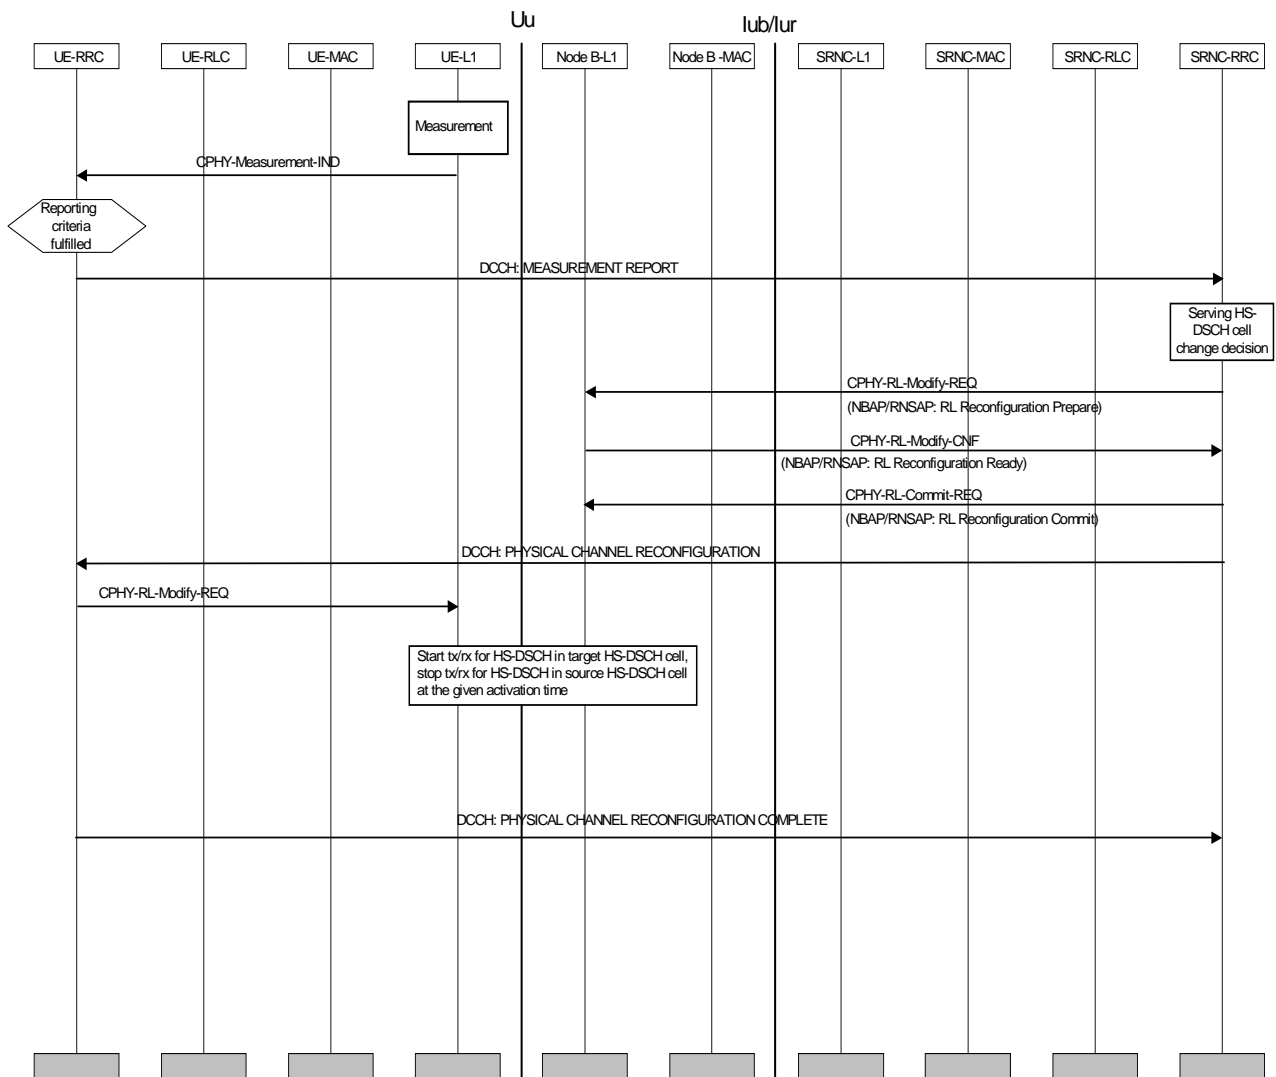 Uu
Iub/Iur
UE-RRC
UE-RLC
UE-MAC
UE-L1
Node B-L1
Node B -MAC
SRNC-L1
SRNC-MAC
SRNC-RLC
SRNC-RRC
Measurement
CPHY-Measurement-IND
Reporting
criteria
fulfilled
DCCH: MEASUREMENT REPORT
Serving HS-
DSCH cell
change decision
CPHY-RL-Modify-REQ
(NBAP/RNSAP: RL Reconfiguration Prepare)
CPHY-RL-Modify-CNF
(NBAP/RNSAP: RL Reconfiguration Ready)
CPHY-RL-Commit-REQ
(NBAP/RNSAP: RL Reconfiguration Commit)
DCCH: PHYSICAL CHANNEL RECONFIGURATION
CPHY-RL-Modify-REQ
Start tx/rx for HS-DSCH in target HS-DSCH cell,
stop tx/rx for HS-DSCH in source HS-DSCH cell
at the given activation time
DCCH: PHYSICAL CHANNEL RECONFIGURATION COMPLETE